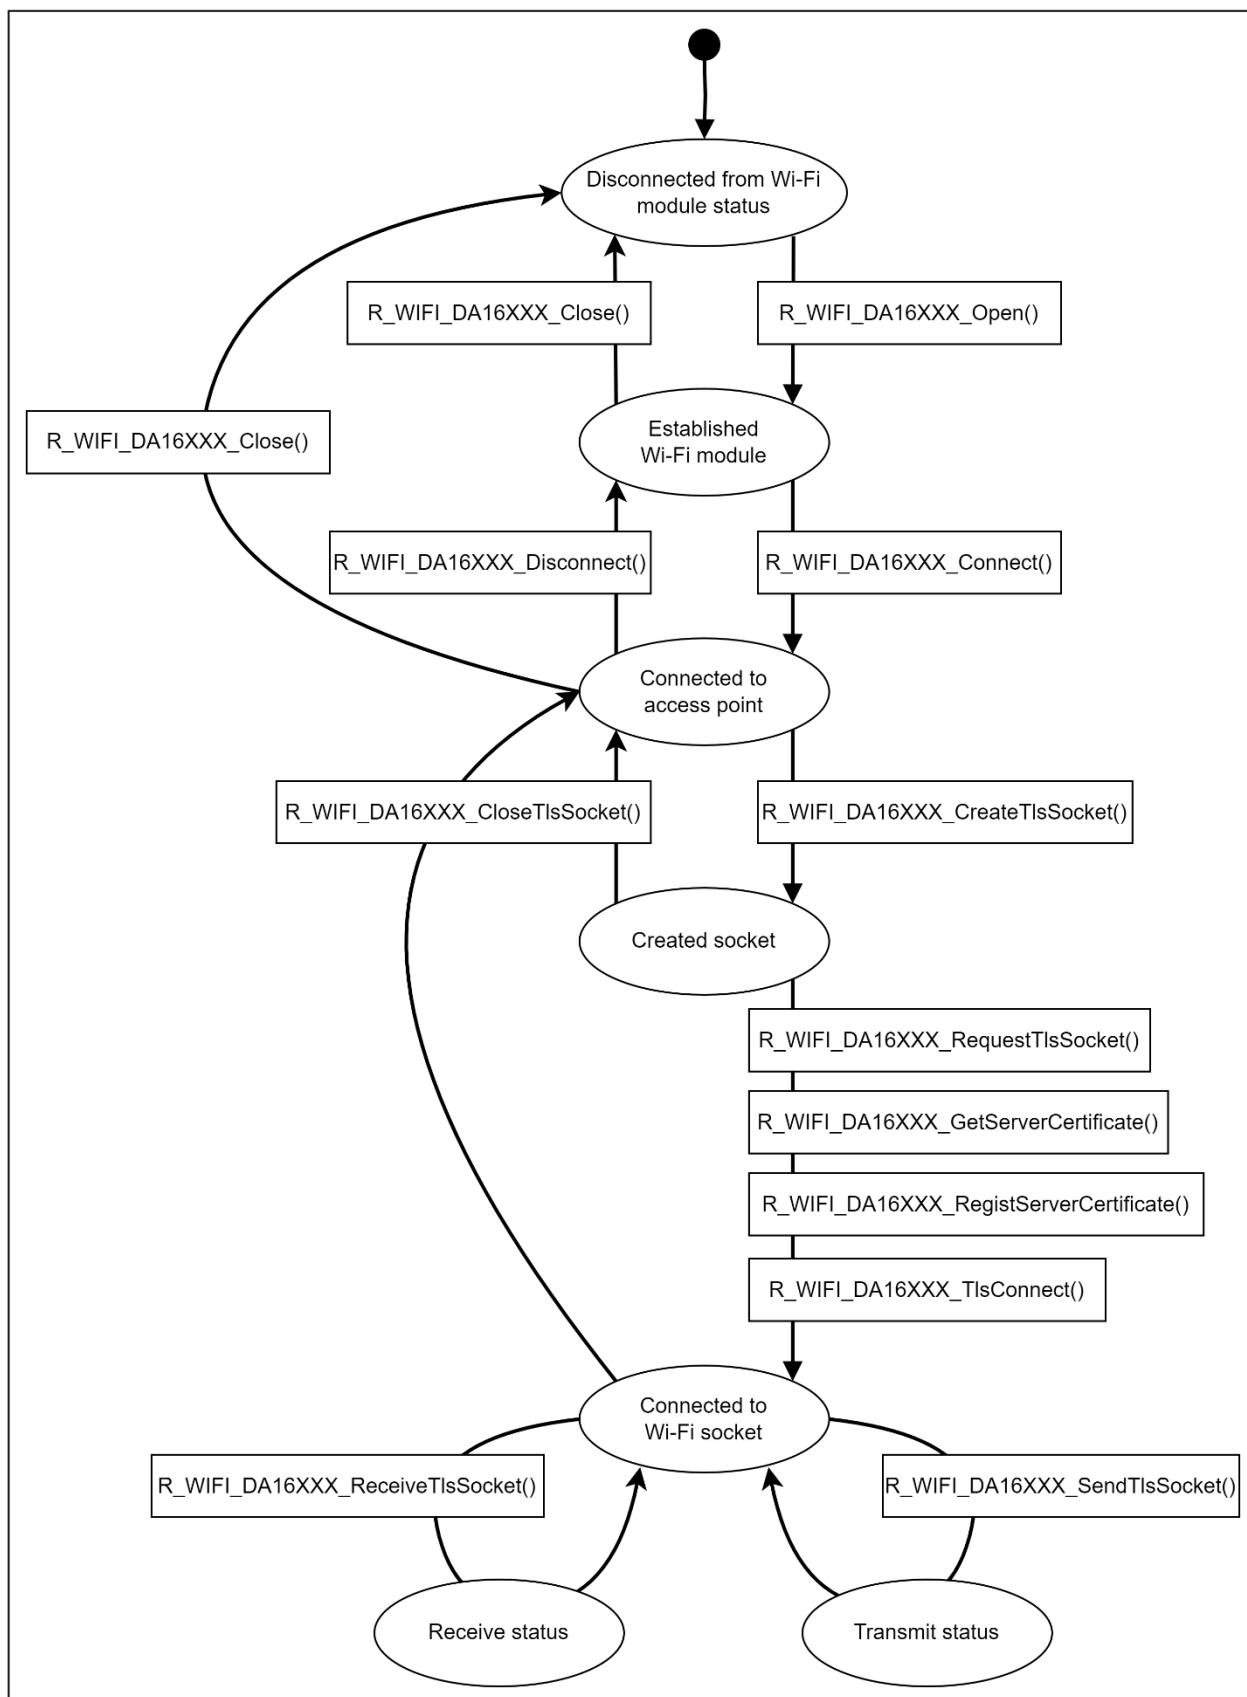 Disconnected from Wi-Fi
module status
R_WIFI_DA16XXX_Close()
R_WIFI_DA16XXX_Open()
R_WIFI_DA16XXX_Close()
Established
Wi-Fi module
R_WIFI_DA16XXX_Disconnect()
R_WIFI_DA16XXX_Connect()
Connected to
access point
R_WIFI_DA16XXX_CloseTlsSocket()
R_WIFI_DA16XXX_CreateTlsSocket()
Created socket
R_WIFI_DA16XXX_RequestTlsSocket()
R_WIFI_DA16XXX_GetServerCertificate()
R_WIFI_DA16XXX_RegistServerCertificate()
R_WIFI_DA16XXX_TlsConnect()
Connected to
Wi-Fi socket
R_WIFI_DA16XXX_ReceiveTlsSocket()
R_WIFI_DA16XXX_SendTlsSocket()
Receive status
Transmit status